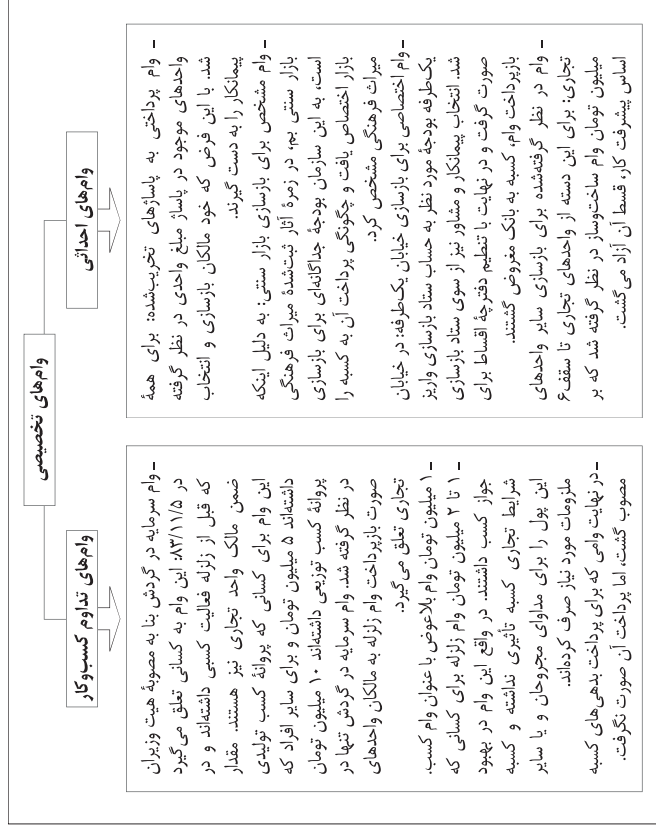 وام‌های تخصیصی
وام‌های احداثی
– وام پرداختی به پاساژهای تخریب‌شده: برای همهٔ
واحدهای موجود در پاساژ مبلغ واحدی در نظر گرفته
شد. با این فرض که خود مالکان بازسازی و انتخاب
پیمانکار را به دست گیرند.
– وام مشخص برای بازسازی بازار سنتی: به دلیل اینکه
بازار سنتی بم، در زمرهٔ آثار ثبت‌شدهٔ میراث فرهنگی
است، به این سازمان بودجهٔ جداگانه‌ای برای بازسازی
بازار اختصاص یافت و چگونگی پرداخت آن به کسبه را
میراث فرهنگی مشخص کرد.
– وام اختصاصی برای بازسازی خیابان یک‌طرفه: در خیابان
یک‌طرفه بودجهٔ مورد نظر به حساب ستاد بازسازی واریز
شد. انتخاب پیمانکار و مشاور نیز از سوی ستاد بازسازی
صورت گرفت و در نهایت با تنظیم دفترچهٔ اقساط برای
بازپرداخت وام، کسبه به بانک مقروض گشتند.
– وام در نظر گرفته‌شده برای بازسازی سایر واحدهای
تجاری: برای این دسته از واحدهای تجاری تا سقف ۶
میلیون تومان وام ساخت‌وساز در نظر گرفته شد که بر
اساس پیشرفت کار، قسط آن آزاد می‌گشت.
وام‌های تداوم کسب‌وکار
– وام سرمایه در گردش بنا به مصوبهٔ هیت وزیران
در ۸۳/۱۱/۵: این وام به کسانی تعلق می‌گیرد
که قبل از زلزله فعالیت کسبی داشته‌اند و در
ضمن مالک واحد تجاری نیز هستند. مقدار
این وام برای کسانی که پروانهٔ کسب تولیدی
داشته‌اند ۵ میلیون تومان و برای سایر افراد که
پروانهٔ کسب توزیعی داشته‌اند ۱۰ میلیون تومان
در نظر گرفته شد. وام سرمایه در گردش تنها در
صورت بازپرداخت وام زلزله به مالکان واحدهای
تجاری تعلق می‌گیرد.
– ۱ میلیون تومان وام بلاعوض با عنوان وام کسب.
– ۱ تا ۲ میلیون تومان وام زلزله برای کسانی که
جواز کسب داشتند. در واقع این وام در بهبود
شرایط تجاری کسبه تأثیری نداشته و کسبه
این پول را برای مداوای مجروحان و یا سایر
ملزومات مورد نیاز صرف کرده‌اند.
– در نهایت وامی که برای پرداخت بدهی‌های کسبه
مصوب گشت، اما پرداخت آن صورت نگرفت.